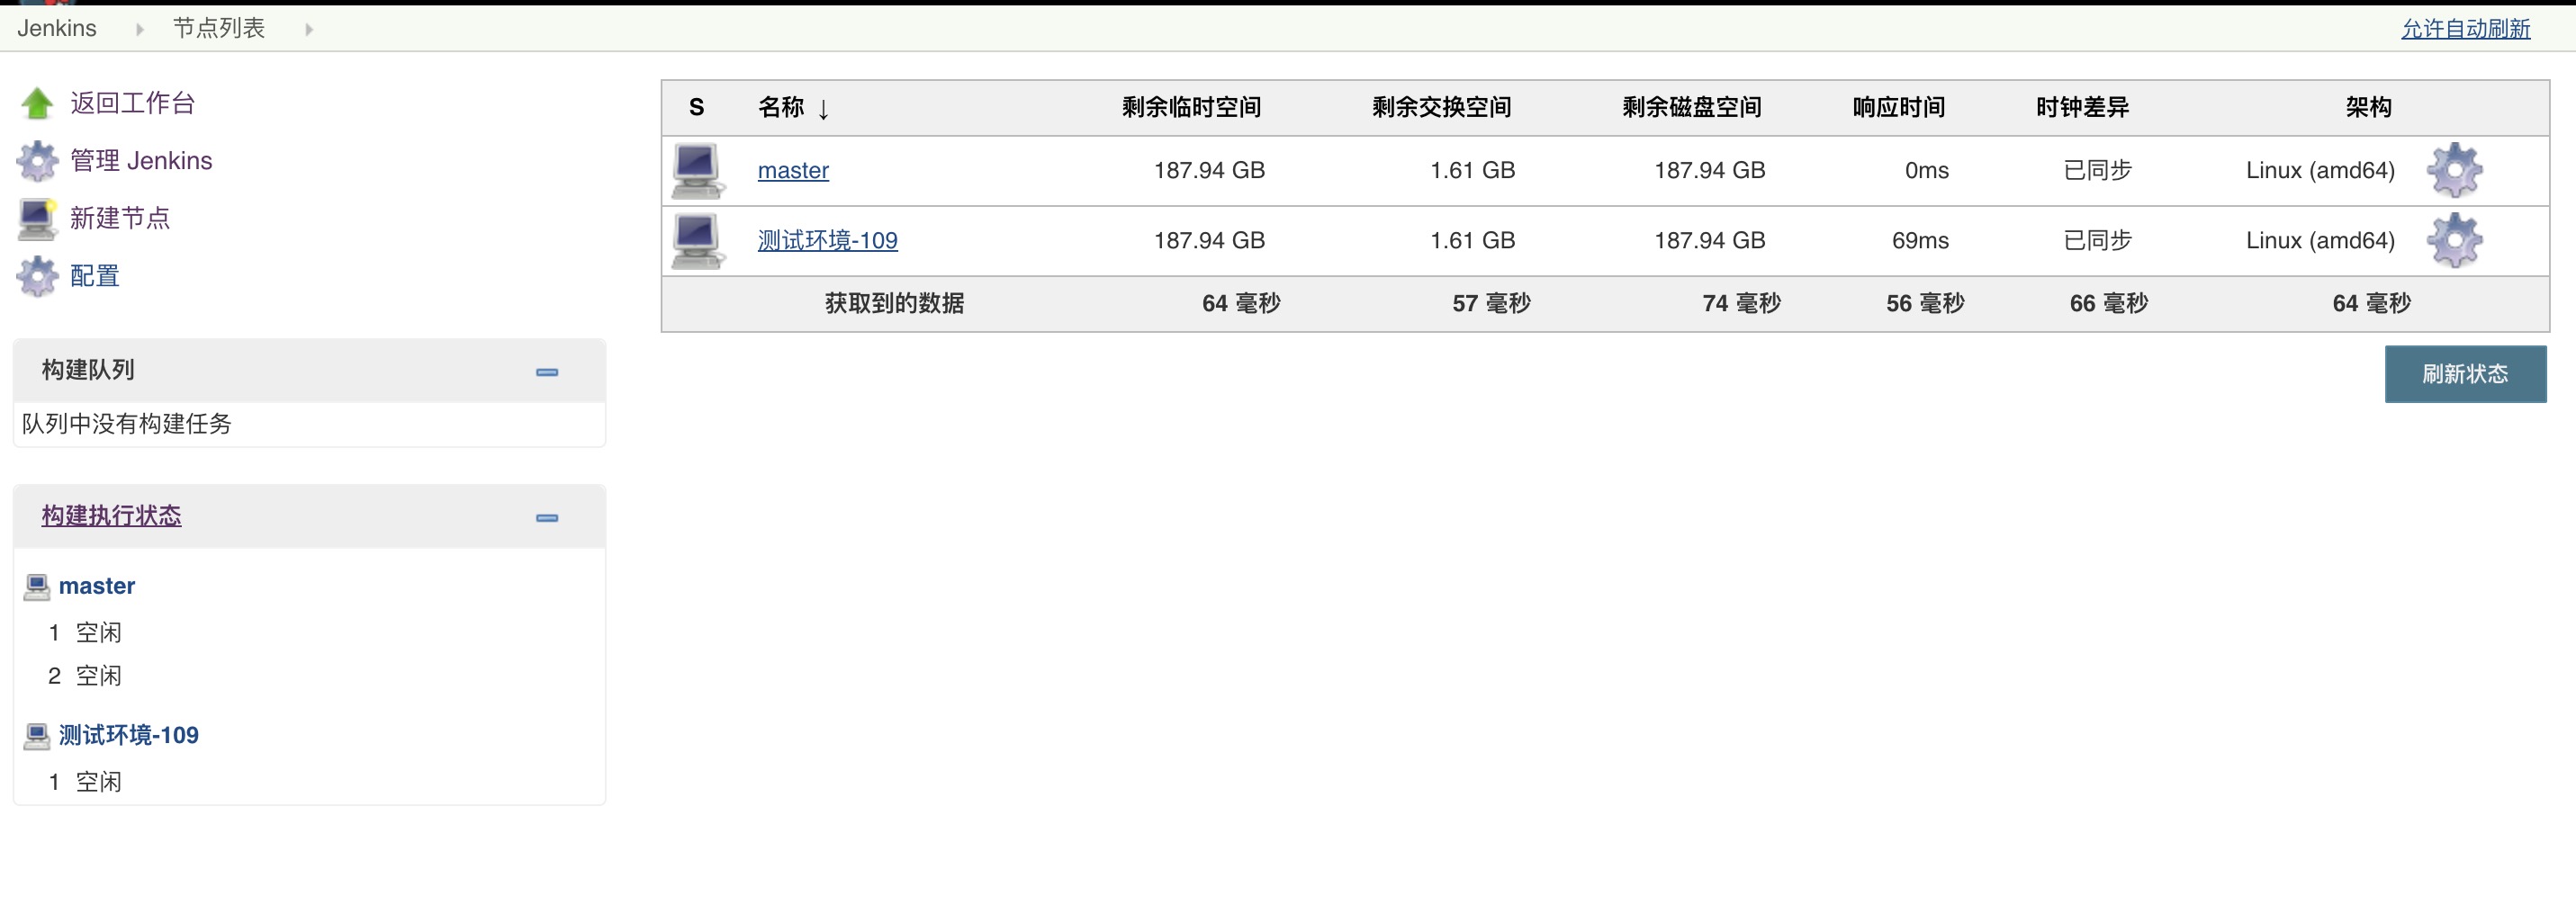 Jenkins 节点列表 允许自动刷新
返回工作台
管理 Jenkins
新建节点
配置
构建队列
队列中没有构建任务
构建执行状态
master
1 空闲
2 空闲
测试环境-109
1 空闲
S 名称 ↓ 剩余临时空间 剩余交换空间 剩余磁盘空间 响应时间 时钟差异 架构
master 187.94 GB 1.61 GB 187.94 GB 0ms 已同步 Linux (amd64)
测试环境-109 187.94 GB 1.61 GB 187.94 GB 69ms 已同步 Linux (amd64)
获取到的数据 64 毫秒 57 毫秒 74 毫秒 56 毫秒 66 毫秒 64 毫秒
刷新状态